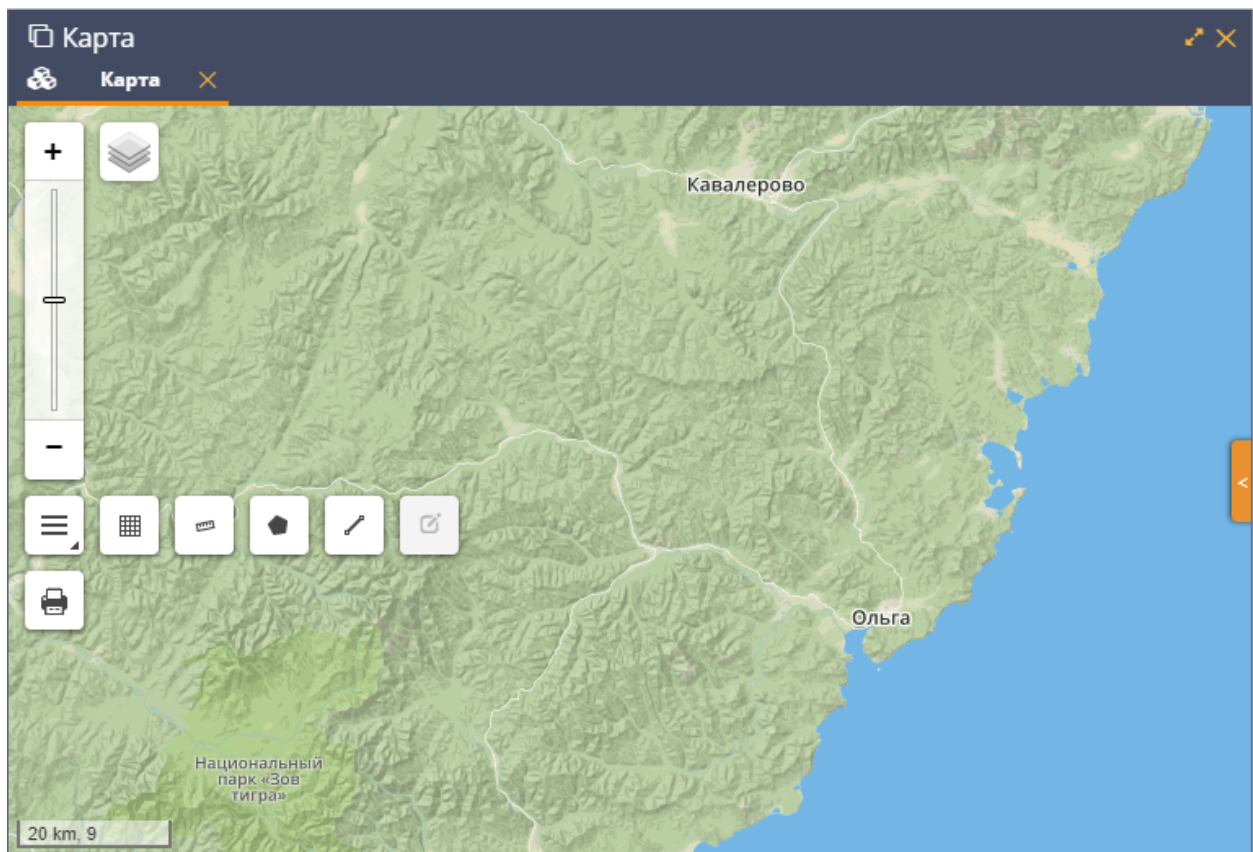 Карта
Карта
+
Кавалерово
−
<
Ольга
Национальный
парк «Зов
тигра»
20 km, 9